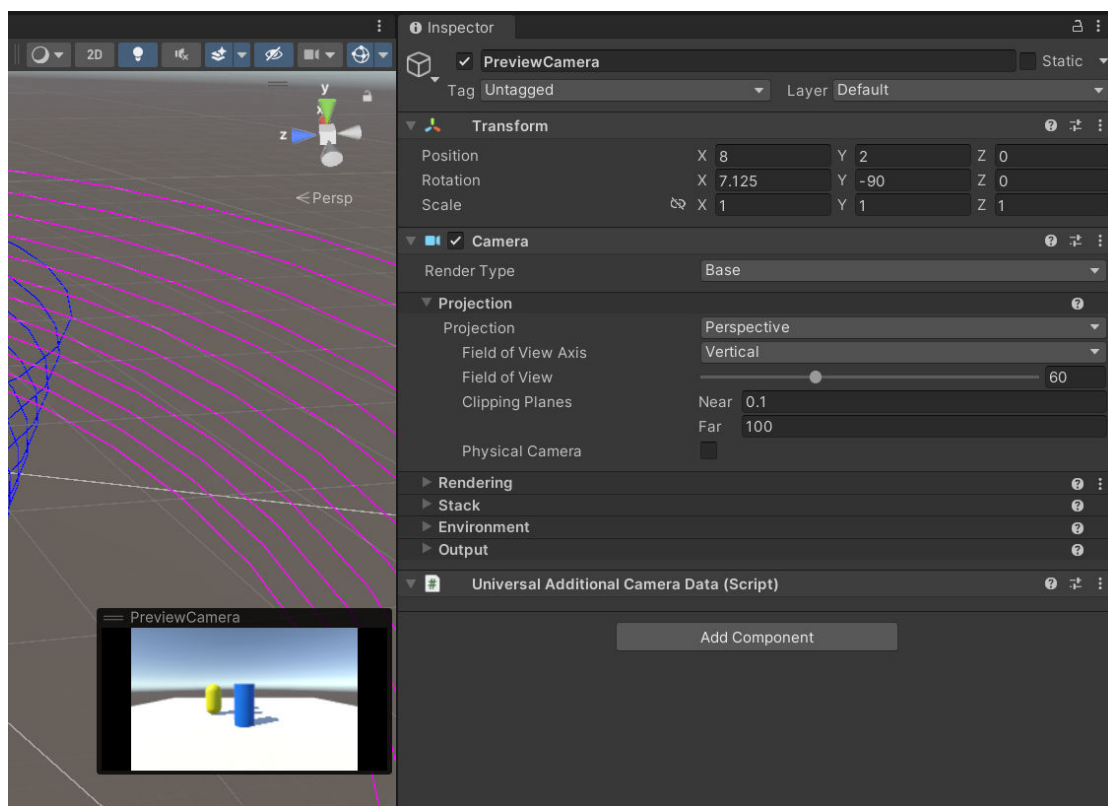 Inspector
2D
PreviewCamera
Static
Tag Untagged
Layer Default
y
x
z
Persp
Transform
Position X 8 Y 2 Z 0
Rotation X 7.125 Y -90 Z 0
Scale X 1 Y 1 Z 1
Camera
Render Type Base
Projection
Projection Perspective
Field of View Axis Vertical
Field of View 60
Clipping Planes Near 0.1
Far 100
Physical Camera
Rendering
Stack
Environment
Output
# Universal Additional Camera Data (Script)
PreviewCamera
Add Component